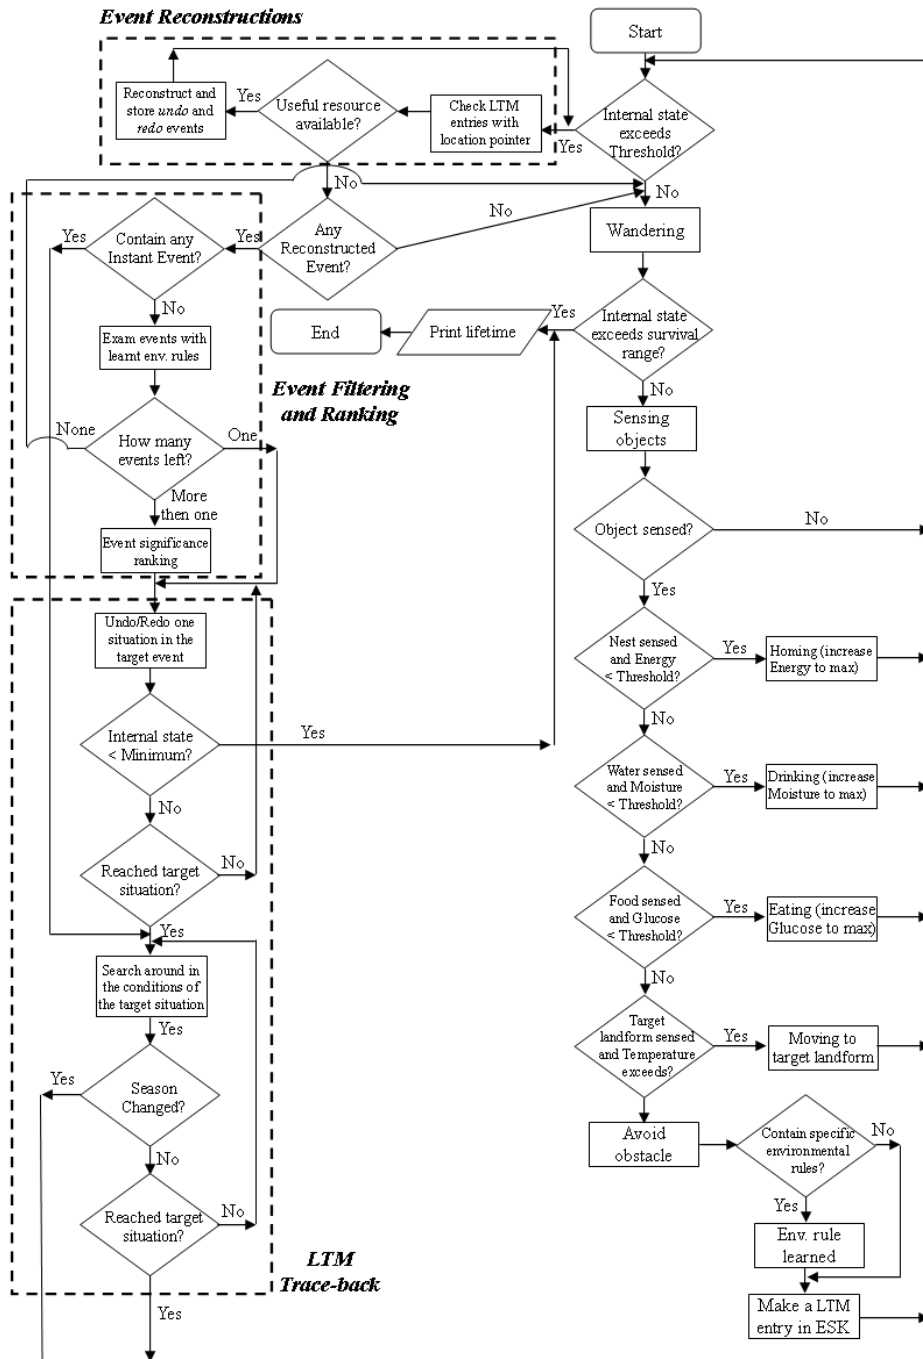 Event Reconstructions
Start
Reconstruct and
store undo and
redo events
Yes
Useful resource
available?
Check LTM
entries with
location pointer
Yes
Internal state
exceeds
Threshold?
No
No
No
Wandering
Yes
Contain any
Instant Event?
Yes
Any
Reconstructed
Event?
No
Exam events with
learnt env. rules
End
Print lifetime
Yes
Internal state
exceeds survival
range?
No
Event Filtering
and Ranking
None
How many
events left?
One
More
then one
Event significance
ranking
Sensing
objects
Object sensed?
No
Yes
Undo/Redo one
situation in the
target event
Nest sensed
and Energy
< Threshold?
Yes
Homing (increase
Energy to max)
No
Internal state
< Minimum?
Yes
No
Water sensed
and Moisture
< Threshold?
Yes
Drinking (increase
Moisture to max)
No
Reached target
situation?
No
Yes
Food sensed
and Glucose
< Threshold?
Yes
Eating (increase
Glucose to max)
No
Search around in
the conditions of
the target situation
Yes
Target
landform sensed
and Temperature
exceeds?
Yes
Moving to
target landform
Yes
Season
Changed?
No
Avoid
obstacle
Contain specific
environmental
rules?
No
Yes
Reached target
situation?
No
Env. rule
learned
LTM
Trace-back
Yes
Make a LTM
entry in ESK